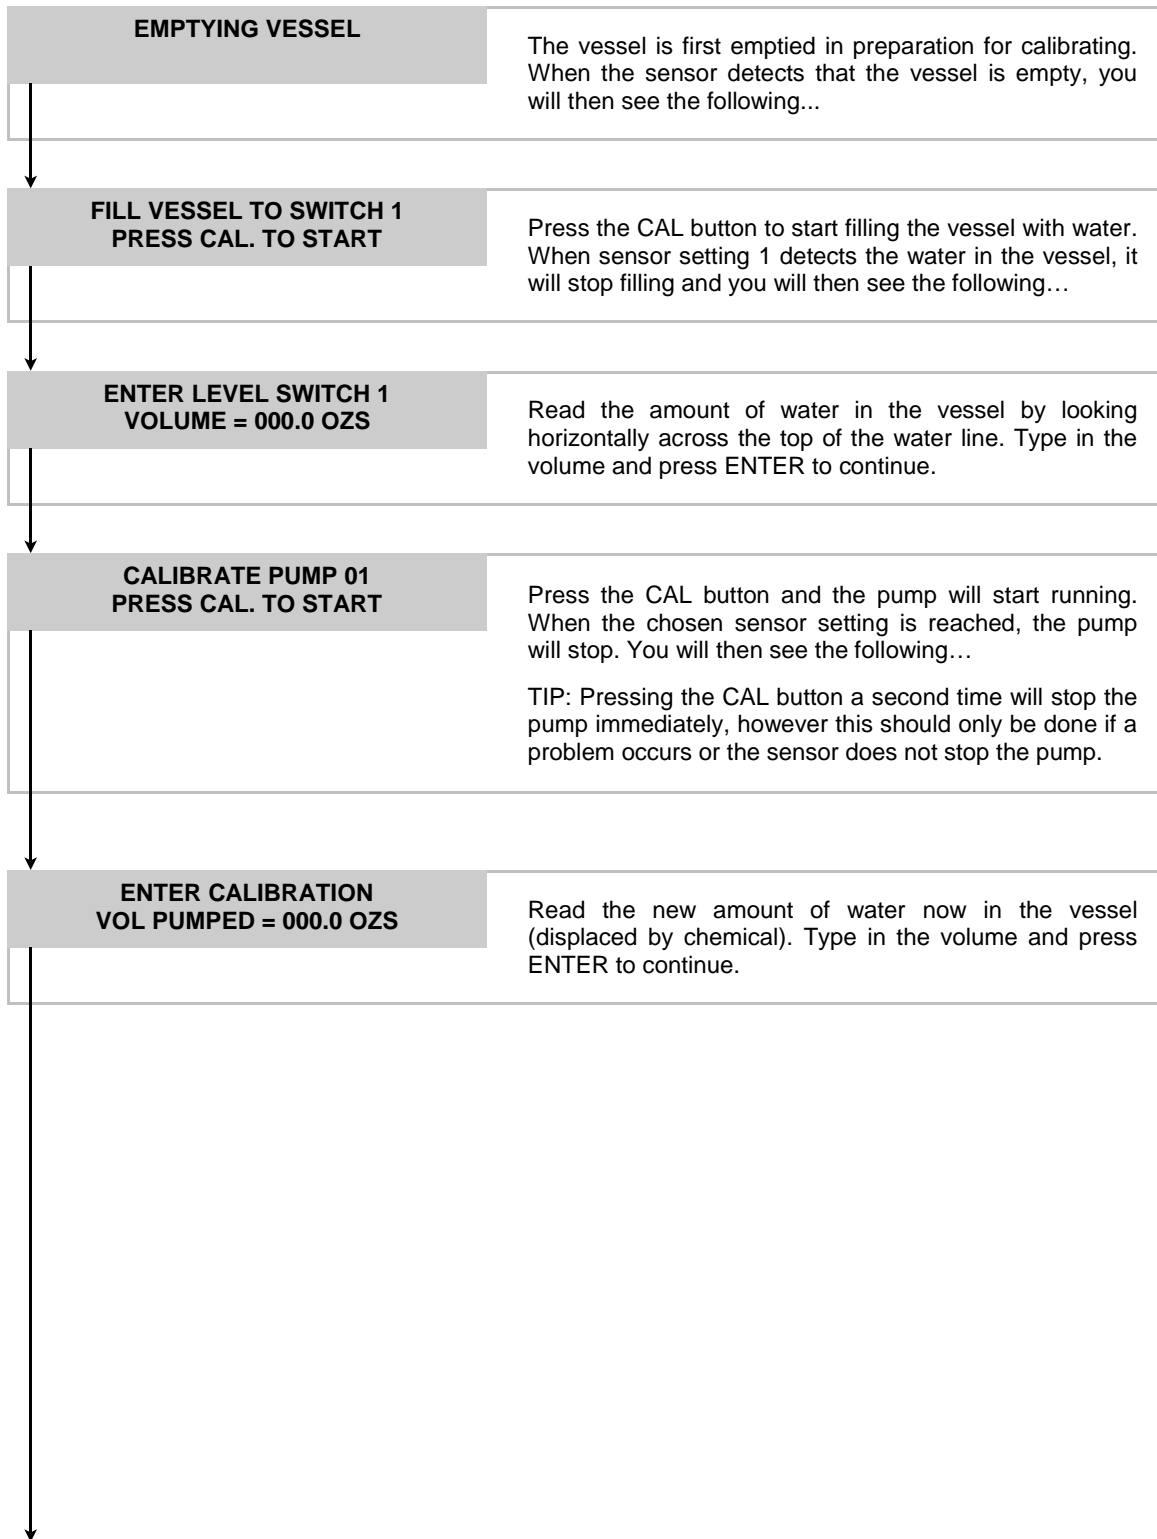 EMPTYING VESSEL
The vessel is first emptied in preparation for calibrating.
When the sensor detects that the vessel is empty, you
will then see the following...
FILL VESSEL TO SWITCH 1
PRESS CAL. TO START
Press the CAL button to start filling the vessel with water.
When sensor setting 1 detects the water in the vessel, it
will stop filling and you will then see the following…
ENTER LEVEL SWITCH 1
VOLUME = 000.0 OZS
Read the amount of water in the vessel by looking
horizontally across the top of the water line. Type in the
volume and press ENTER to continue.
CALIBRATE PUMP 01
PRESS CAL. TO START
Press the CAL button and the pump will start running.
When the chosen sensor setting is reached, the pump
will stop. You will then see the following…
TIP: Pressing the CAL button a second time will stop the
pump immediately, however this should only be done if a
problem occurs or the sensor does not stop the pump.
ENTER CALIBRATION
VOL PUMPED = 000.0 OZS
Read the new amount of water now in the vessel
(displaced by chemical). Type in the volume and press
ENTER to continue.